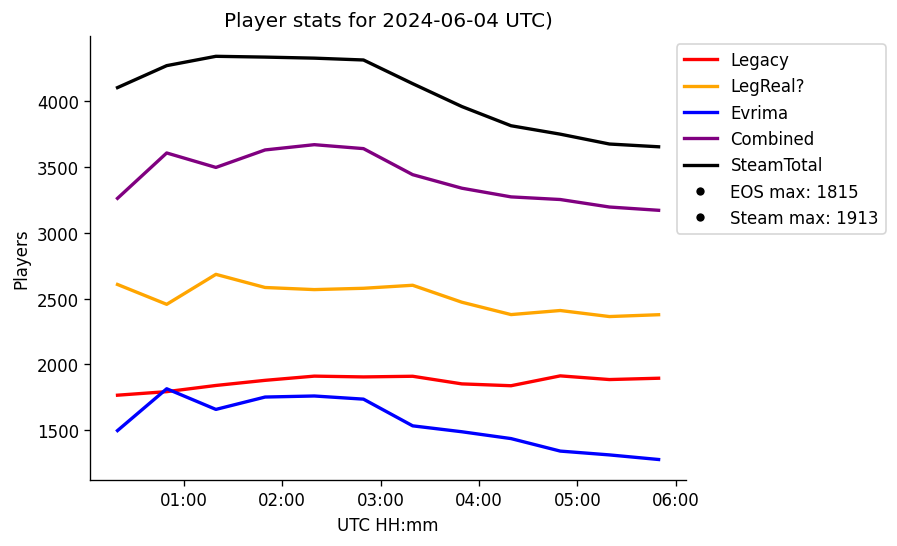 Player stats for 2024-06-04 UTC)
Legacy
LegReal?
Evrima
Combined
SteamTotal
EOS max: 1815
Steam max: 1913
Players
4000
3500
3000
2500
2000
1500
01:00 02:00 03:00 04:00 05:00 06:00
UTC HH:mm